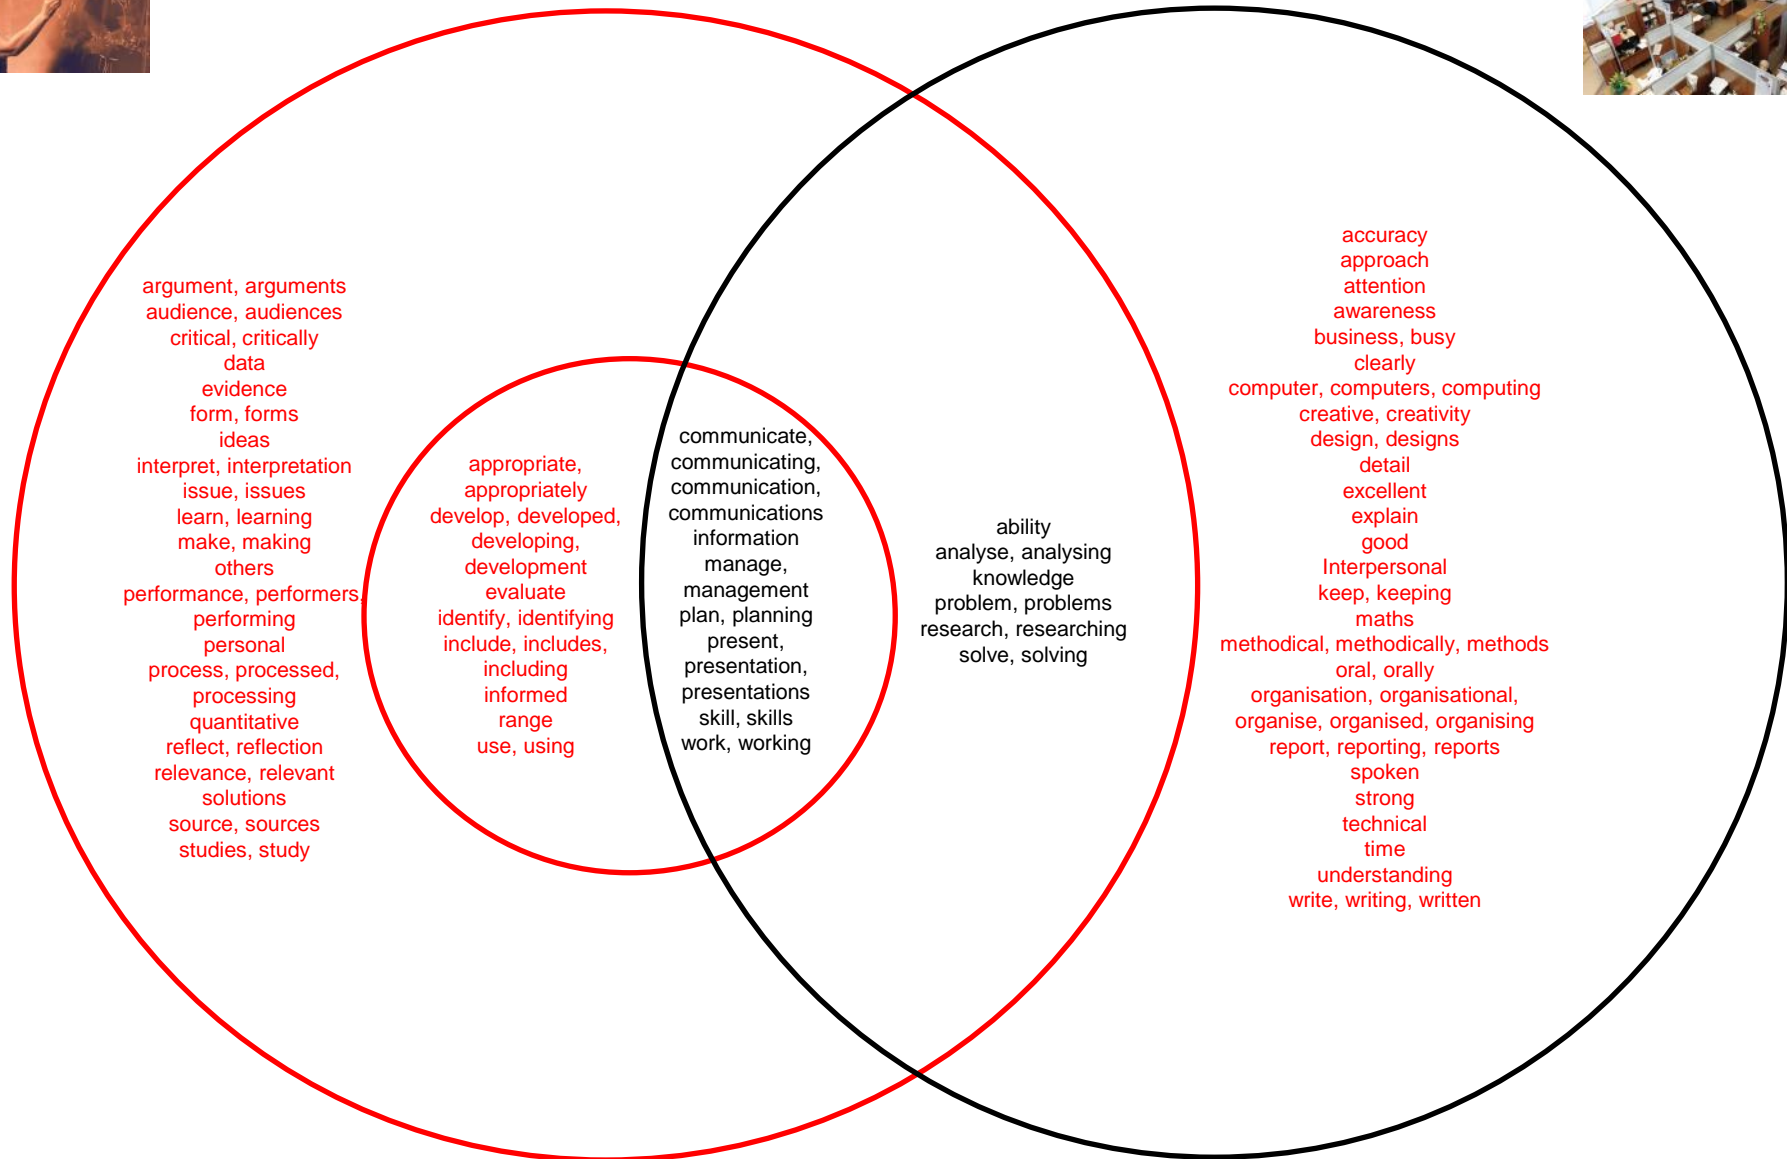 argument, arguments
audience, audiences
critical, critically
data
evidence
form, forms
ideas
interpret, interpretation
issue, issues
learn, learning
make, making
others
performance, performers,
performing
personal
process, processed,
processing
quantitative
reflect, reflection
relevance, relevant
solutions
source, sources
studies, study
appropriate,
appropriately
develop, developed,
developing,
development
evaluate
identify, identifying
include, includes,
including
informed
range
use, using
communicate,
communicating,
communication,
communications
information
manage,
management
plan, planning
present,
presentation,
presentations
skill, skills
work, working
ability
analyse, analysing
knowledge
problem, problems
research, researching
solve, solving
accuracy
approach
attention
awareness
business, busy
clearly
computer, computers, computing
creative, creativity
design, designs
detail
excellent
explain
good
Interpersonal
keep, keeping
maths
methodical, methodically, methods
oral, orally
organisation, organisational,
organise, organised, organising
report, reporting, reports
spoken
strong
technical
time
understanding
write, writing, written